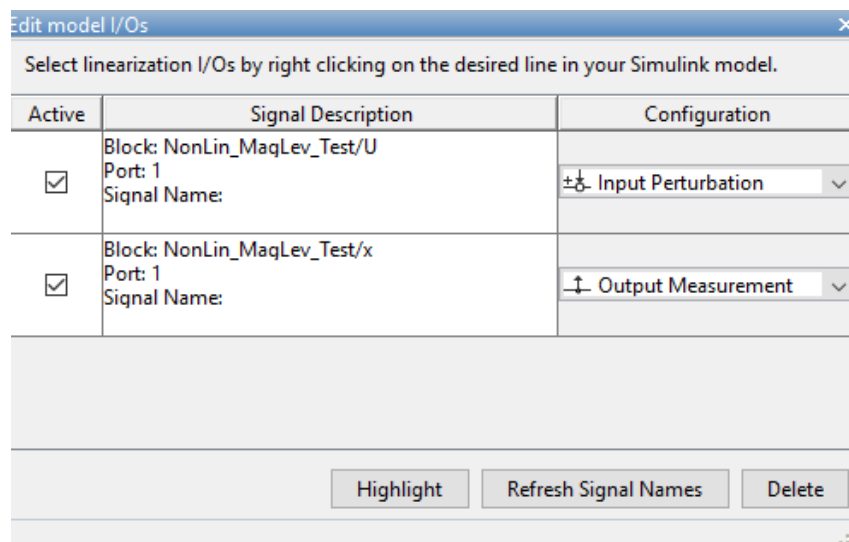 Edit model I/Os
Select linearization I/Os by right clicking on the desired line in your Simulink model.
Active Signal Description Configuration
Block: NonLin_MagLev_Test/U
Port: 1
Signal Name:
Input Perturbation
Block: NonLin_MagLev_Test/x
Port: 1
Signal Name:
Output Measurement
Highlight Refresh Signal Names Delete